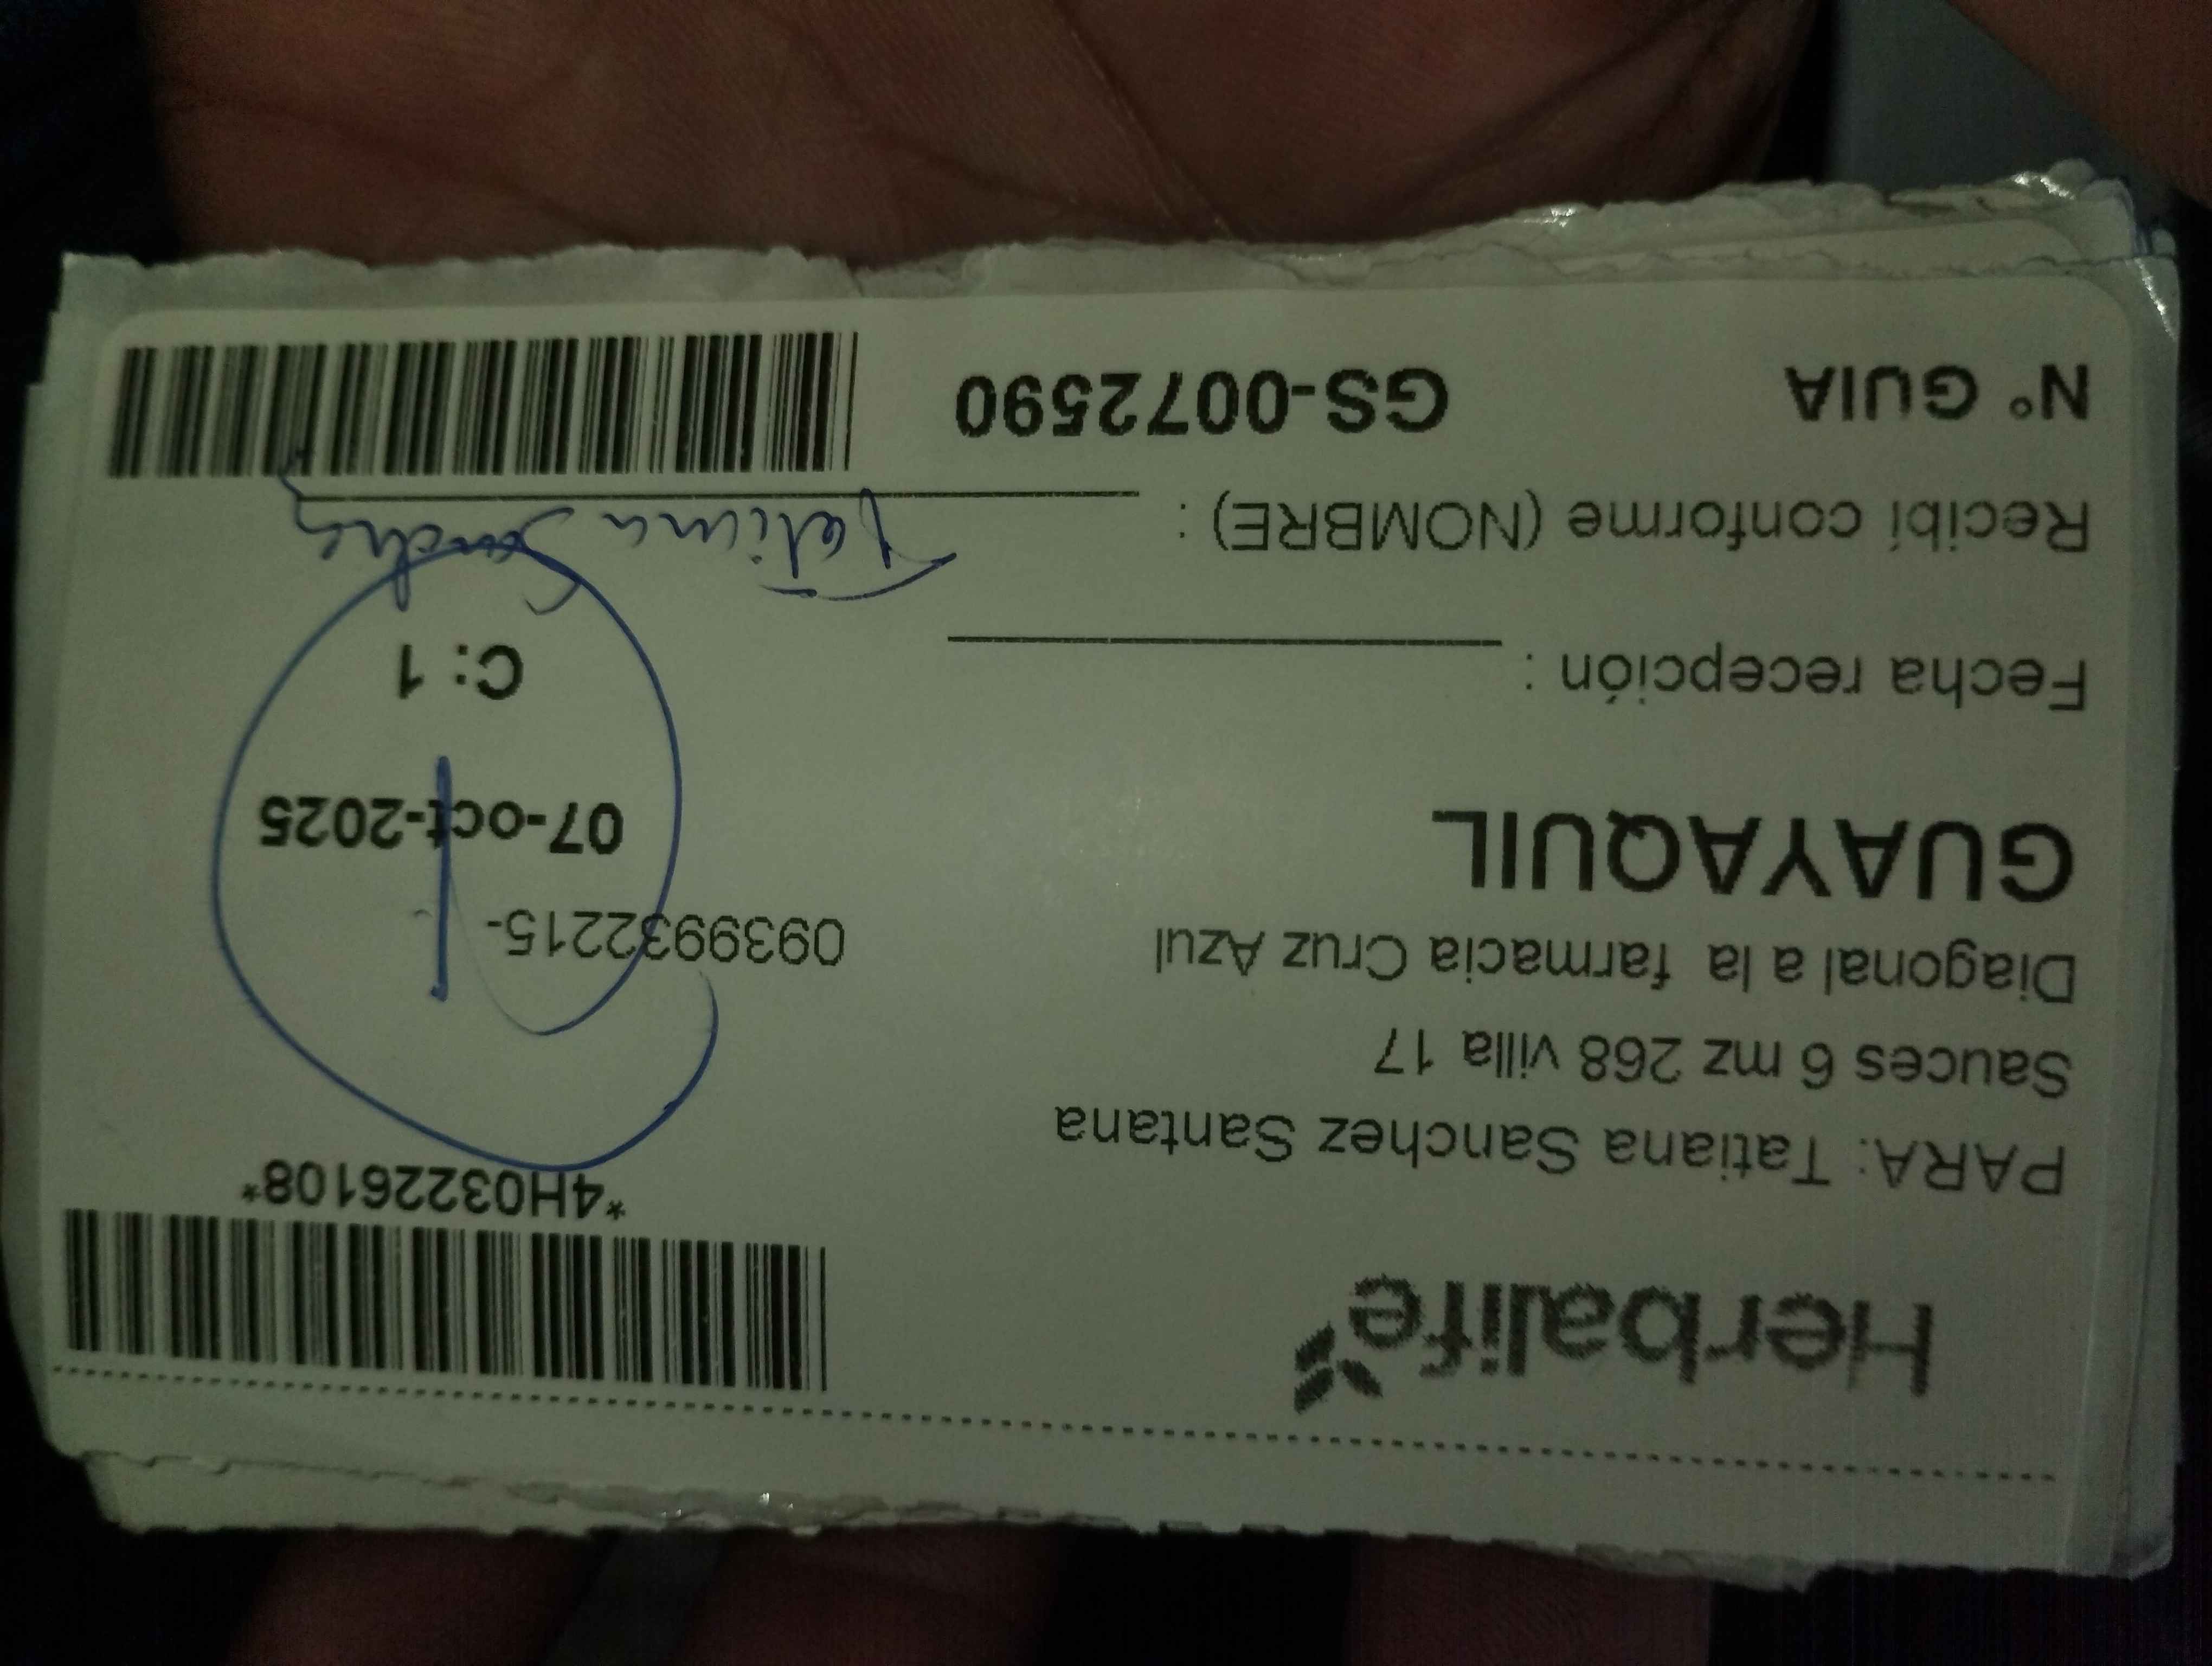 Herbalife
*4H03226108*
PARA: Tatiana Sanchez Santana
Sauces 6 mz 268 villa 17
Diagonal a la farmacia Cruz Azul
0939932215-
GUAYAQUIL
07-oct-2025
Fecha recepción :
C: 1
Recibí conforme (NOMBRE) :
Tatiana Sanchez
N° GUIA GS-0072590